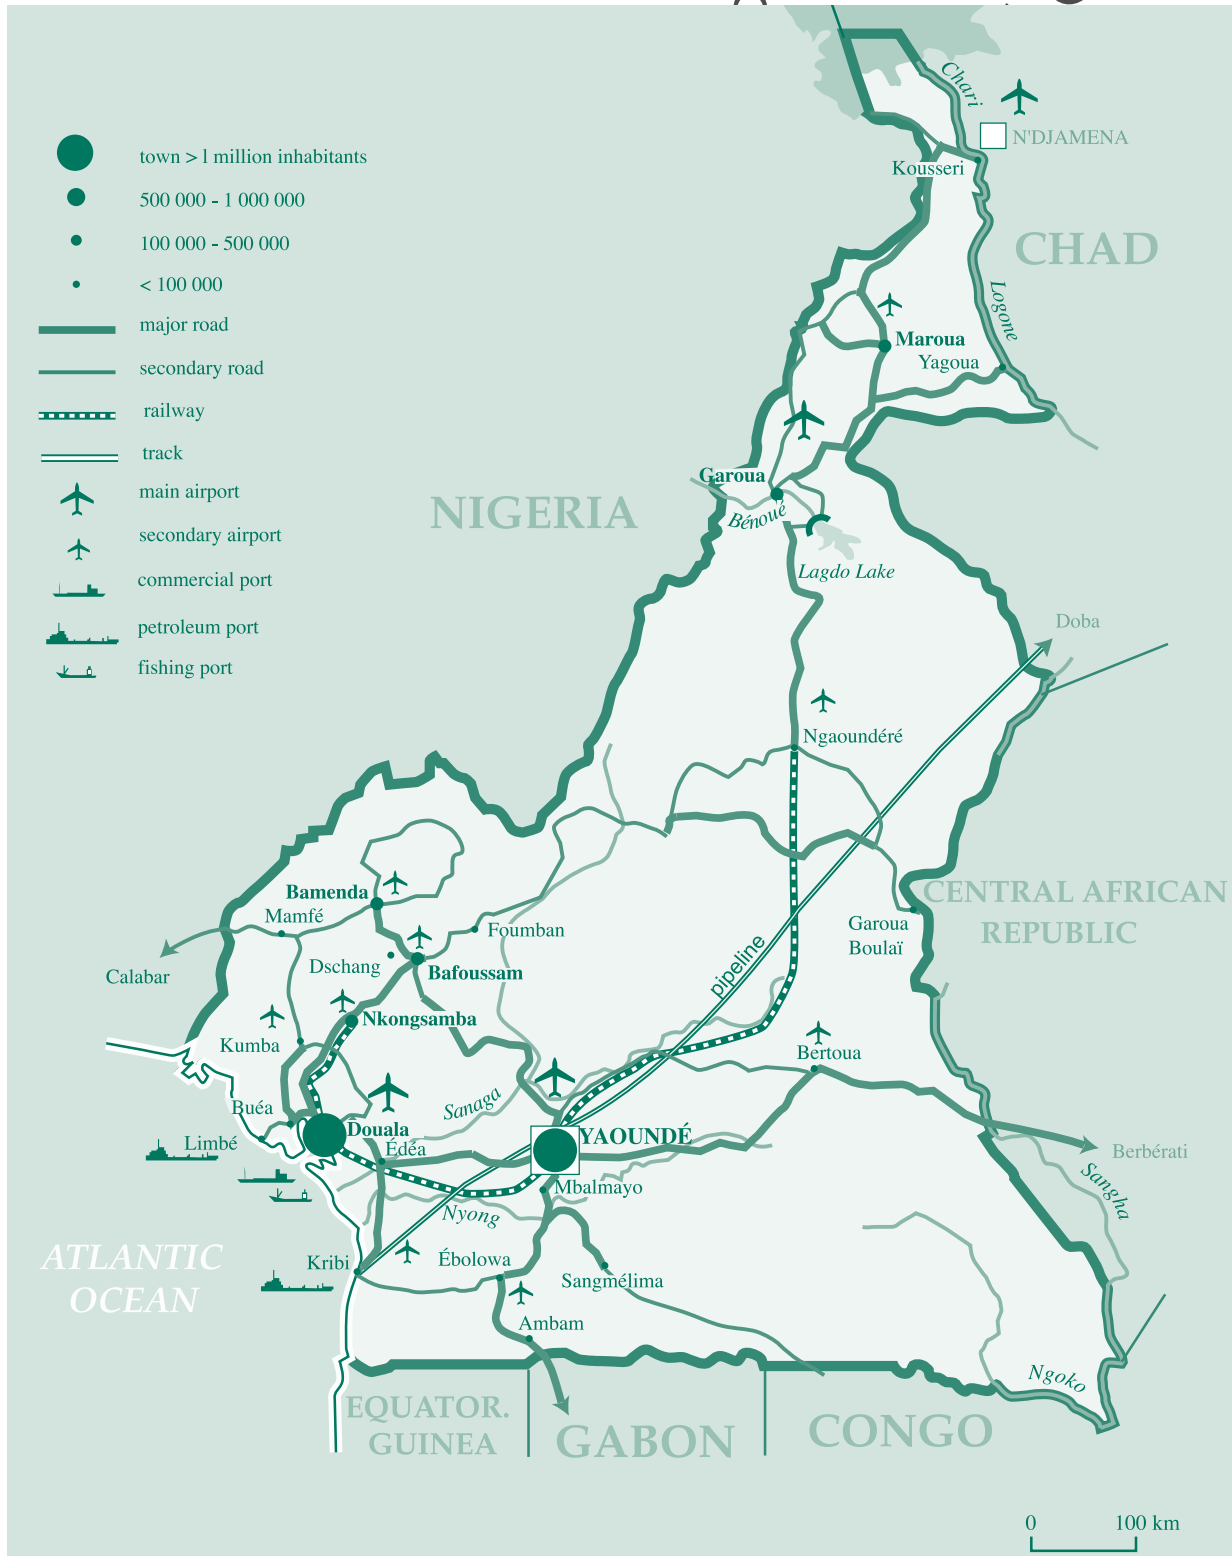 town > 1 million inhabitants
500 000 - 1 000 000
100 000 - 500 000
< 100 000
major road
secondary road
railway
track
main airport
secondary airport
commercial port
petroleum port
fishing port
Chari
N'DJAMENA
Kousseri
CHAD
Logone
Maroua
Yagoua
Garoua
NIGERIA
Bénoué
Lagdo Lake
Doba
Ngaoundéré
Bamenda
Mamfé
Foumban
CENTRAL AFRICAN
REPUBLIC
Garoua
Boulaï
Dschang
Bafoussam
Calabar
pipeline
Nkongsamba
Kumba
Bertoua
Sanaga
Buéa
Douala
YAOUNDÉ
Limbé
Édéa
Berbérati
Mbalmayo
Sangha
Nyong
ATLANTIC
OCEAN
Kribi
Ébolowa
Sangmélima
Ambam
Ngoko
EQUATOR.
GUINEA
GABON
CONGO
0 100 km